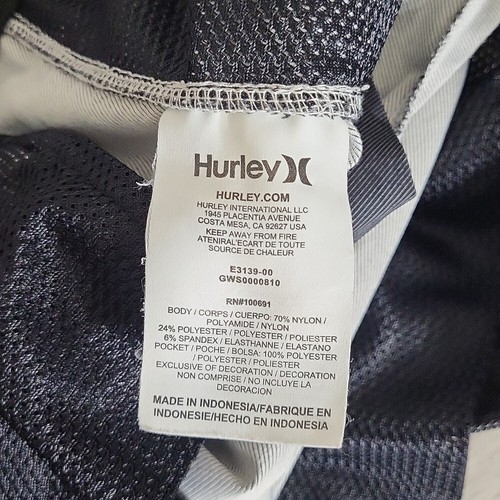 Hurley
HURLEY.COM
HURLEY INTERNATIONAL LLC
1945 PLACENTIA AVENUE
COSTA MESA, CA 92627 USA
KEEP AWAY FROM FIRE
ATENIRAL'ECART DE TOUTE
SOURCE DE CHALEUR
E3139-00
GWS0000810
RN#100691
BODY / CORPS / CUERPO: 70% NYLON /
POLYAMIDE / NYLON
24% POLYESTER / POLYESTER / POLIESTER
6% SPANDEX / ELASTHANNE / ELASTANO
POCKET / POCHE / BOLSA: 100% POLYESTER
/ POLYESTER / POLIESTER
EXCLUSIVE OF DECORATION / DECORATION
NON COMPRISE / NO INCLUYE LA
DECORACION
MADE IN INDONESIA/FABRIQUE EN
INDONESIE/HECHO EN INDONESIA